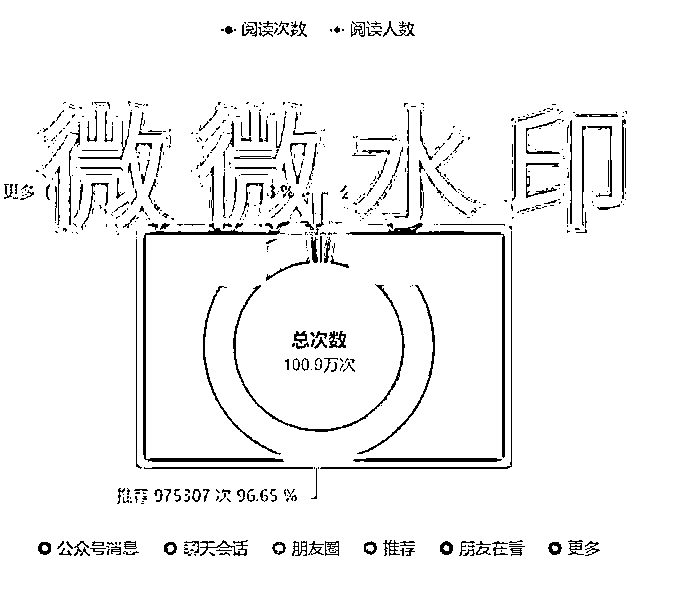 阅读次数 阅读人数
微微水印
更多
总次数
100.9万次
推荐 975307 次 96.65 %
公众号消息 聊天会话 朋友圈 推荐 朋友在看 更多